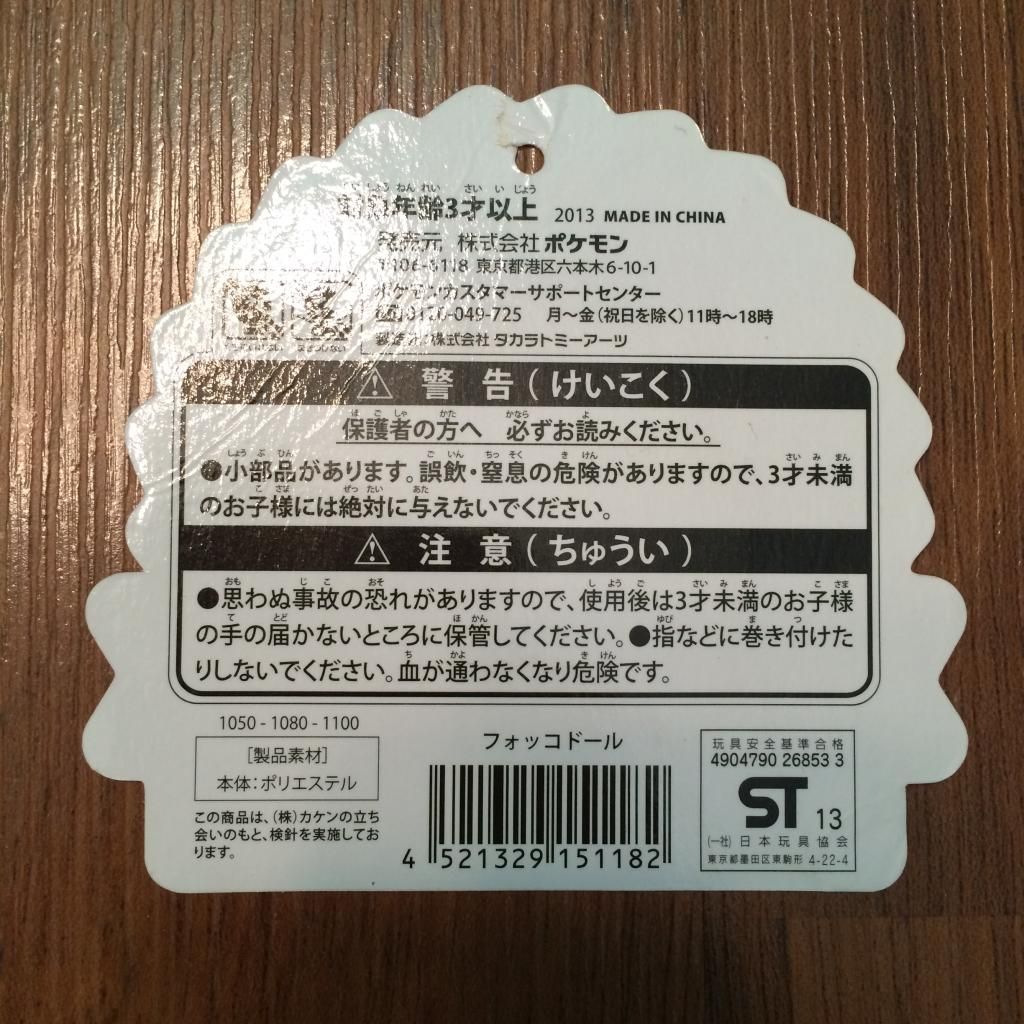 年齢3才以上 2013 MADE IN CHINA
発売元 株式会社ポケモン
東京都港区六本木6-10-1
ポケモンカスタマーサポートセンター
0120-049-725 月～金(祝日を除く)11時～18時
株式会社 タカラトミーアーツ
⚠ 警 告 ( けいこく )
保護者の方へ 必ずお読みください。
●小部品があります。誤飲・窒息の危険がありますので、3才未満
のお子様には絶対に与えないでください。
⚠ 注 意 ( ちゅうい )
●思わぬ事故の恐れがありますので、使用後は3才未満のお子様
の手の届かないところに保管してください。●指などに巻き付けた
りしないでください。血が通わなくなり危険です。
1050 - 1080 - 1100
[製品素材]
本体:ポリエステル
この商品は、(株)カケンの立ち
会いのもと、検針を実施してお
ります。
フォッコドール
4 521329 151182
玩具安全基準合格
4904790 26853 3
ST 13
(一社) 日本玩具協会
東京都墨田区東駒形 4-22-4